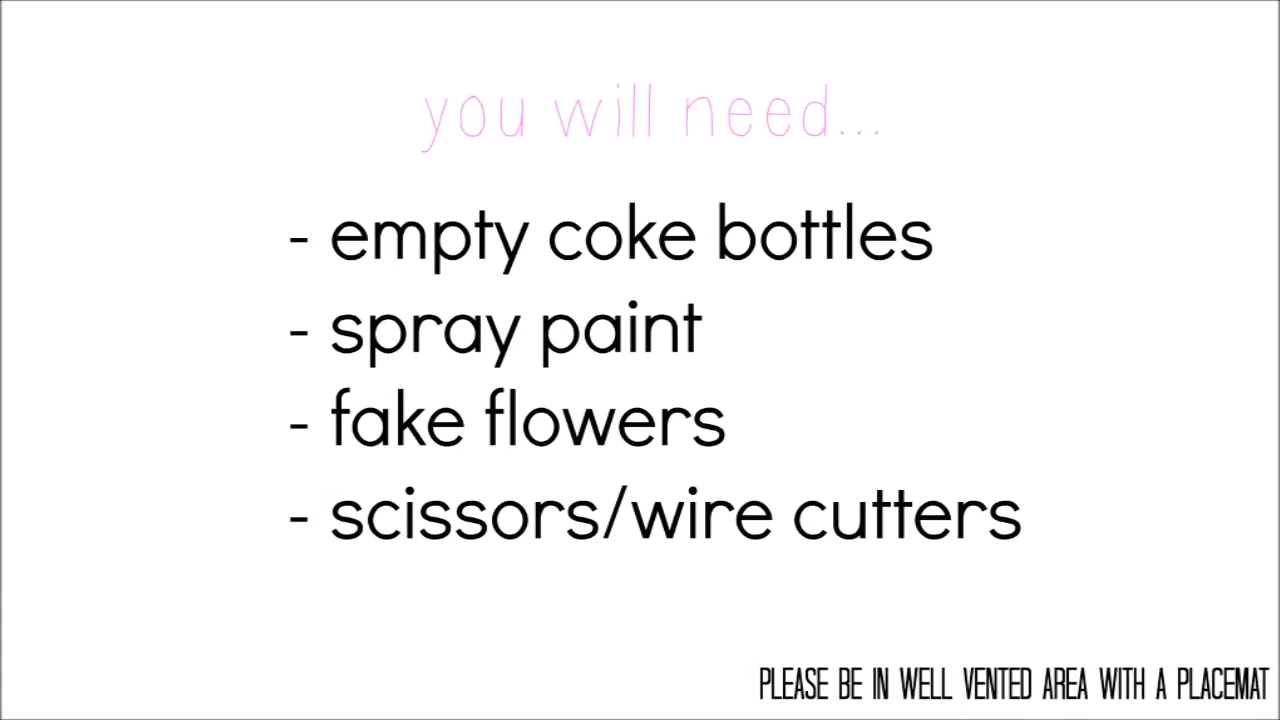 you will need...
- empty coke bottles
- spray paint
- fake flowers
- scissors/wire cutters
PLEASE BE IN WELL VENTED AREA WITH A PLACEMAT